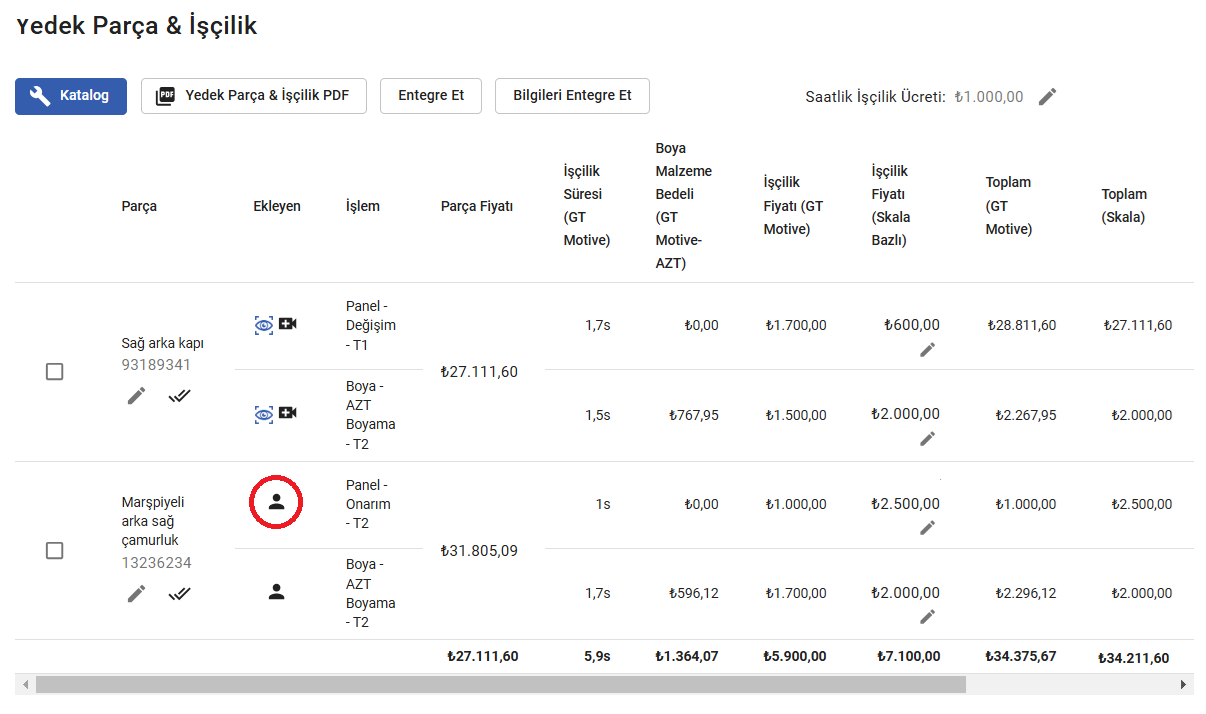 Yedek Parça & İşçilik
Katalog
PDF
Yedek Parça & İşçilik PDF
Entegre Et
Bilgileri Entegre Et
Saatlik İşçilik Ücreti: ₺1.000,00
Parça
Ekleyen
İşlem
Parça Fiyatı
İşçilik
Süresi
(GT
Motive)
Boya
Malzeme
Bedeli
(GT
Motive-
AZT)
İşçilik
Fiyatı (GT
Motive)
İşçilik
Fiyatı
(Skala
Bazlı)
Toplam
(GT
Motive)
Toplam
(Skala)
Sağ arka kapı
93189341
Panel -
Değişim
- T1
₺27.111,60
1,7s
₺0,00
₺1.700,00
₺600,00
₺28.811,60
₺27.111,60
Boya -
AZT
Boyama
- T2
1,5s
₺767,95
₺1.500,00
₺2.000,00
₺2.267,95
₺2.000,00
Marşpiyeli
arka sağ
çamurluk
13236234
Panel -
Onarım
- T2
₺31.805,09
1s
₺0,00
₺1.000,00
₺2.500,00
₺1.000,00
₺2.500,00
Boya -
AZT
Boyama
- T2
1,7s
₺596,12
₺1.700,00
₺2.000,00
₺2.296,12
₺2.000,00
₺27.111,60
5,9s
₺1.364,07
₺5.900,00
₺7.100,00
₺34.375,67
₺34.211,60